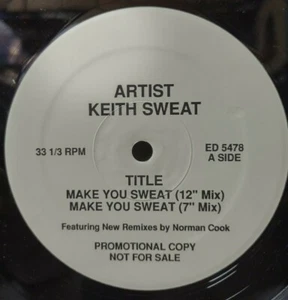 ARTIST
KEITH SWEAT
33 1/3 RPM
ED 5478
A SIDE
TITLE
MAKE YOU SWEAT (12" Mix)
MAKE YOU SWEAT (7" Mix)
Featuring New Remixes by Norman Cook
PROMOTIONAL COPY
NOT FOR SALE